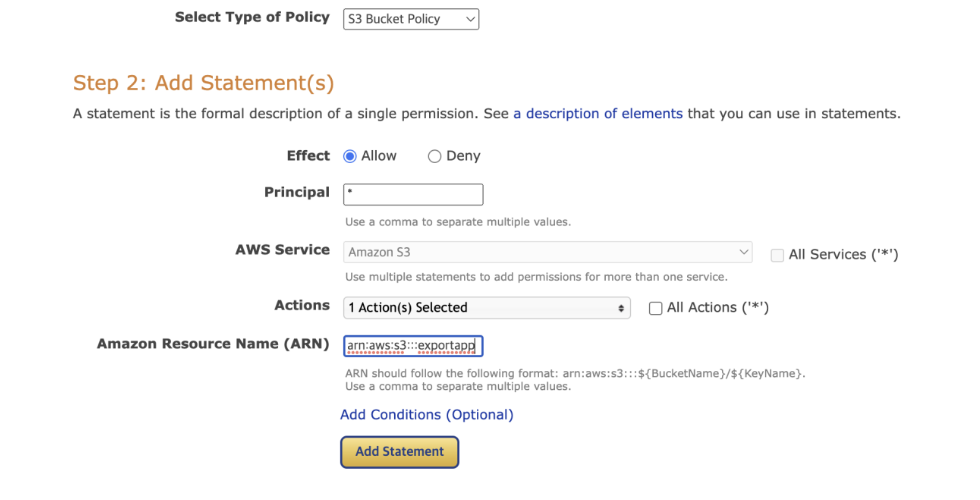 Select Type of Policy S3 Bucket Policy
Step 2: Add Statement(s)
A statement is the formal description of a single permission. See a description of elements that you can use in statements.
Effect Allow Deny
Principal *
Use a comma to separate multiple values.
AWS Service Amazon S3 All Services ('*')
Use multiple statements to add permissions for more than one service.
Actions 1 Action(s) Selected All Actions ('*')
Amazon Resource Name (ARN) arn:aws:s3:::exportapp
ARN should follow the following format: arn:aws:s3:::${BucketName}/${KeyName}.
Use a comma to separate multiple values.
Add Conditions (Optional)
Add Statement